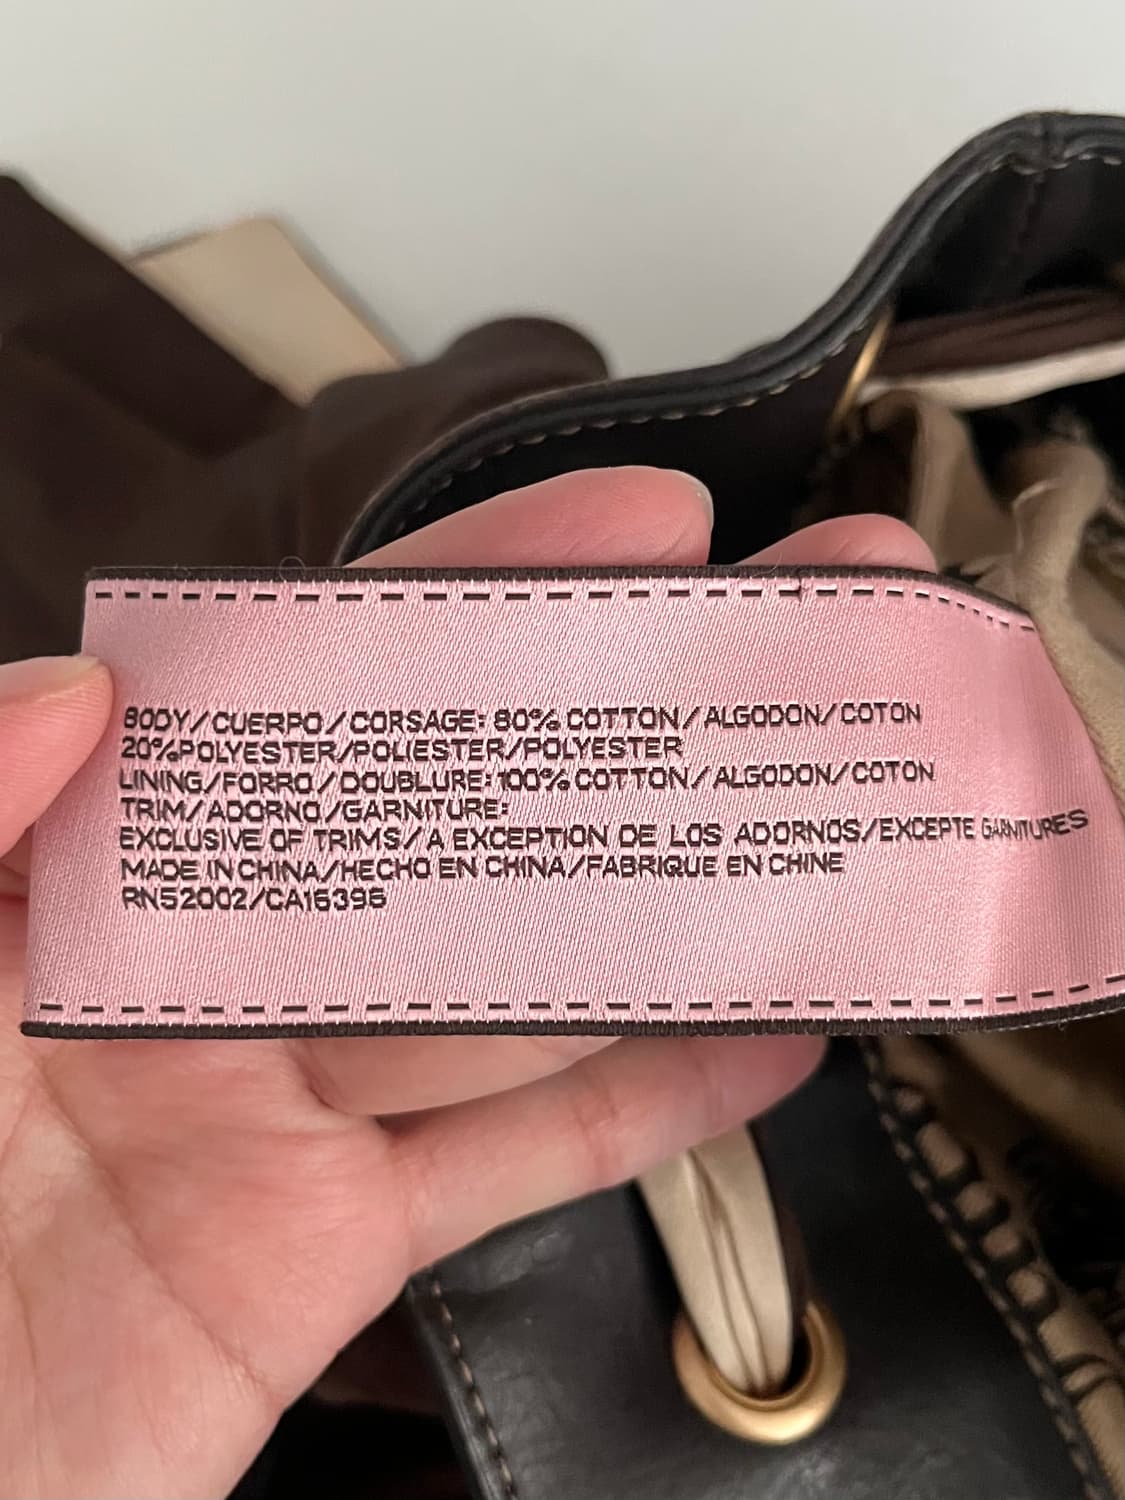 BODY/CUERPO/CORSAGE: 80% COTTON/ALGODON/COTON
20%POLYESTER/POLIESTER/POLYESTER
LINING/FORRO/DOUBLURE: 100% COTTON/ALGODON/COTON
TRIM/ADORNO/GARNITURE:
EXCLUSIVE OF TRIMS/A EXCEPTION DE LOS ADORNOS/EXCEPTE GARNITURES
MADE IN CHINA/HECHO EN CHINA/FABRIQUE EN CHINE
RN52002/CA16396